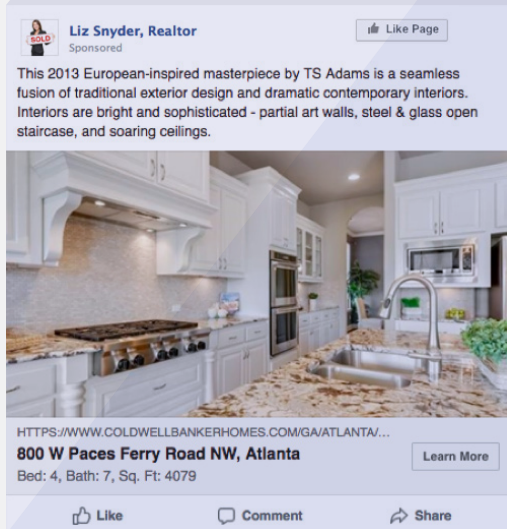 Liz Snyder, Realtor
Like Page
Sponsored
SOLD
This 2013 European-inspired masterpiece by TS Adams is a seamless
fusion of traditional exterior design and dramatic contemporary interiors.
Interiors are bright and sophisticated - partial art walls, steel & glass open
staircase, and soaring ceilings.
HTTPS://WWW.COLDWELLBANKERHOMES.COM/GA/ATLANTA/...
800 W Paces Ferry Road NW, Atlanta
Learn More
Bed: 4, Bath: 7, Sq. Ft: 4079
Like
Comment
Share